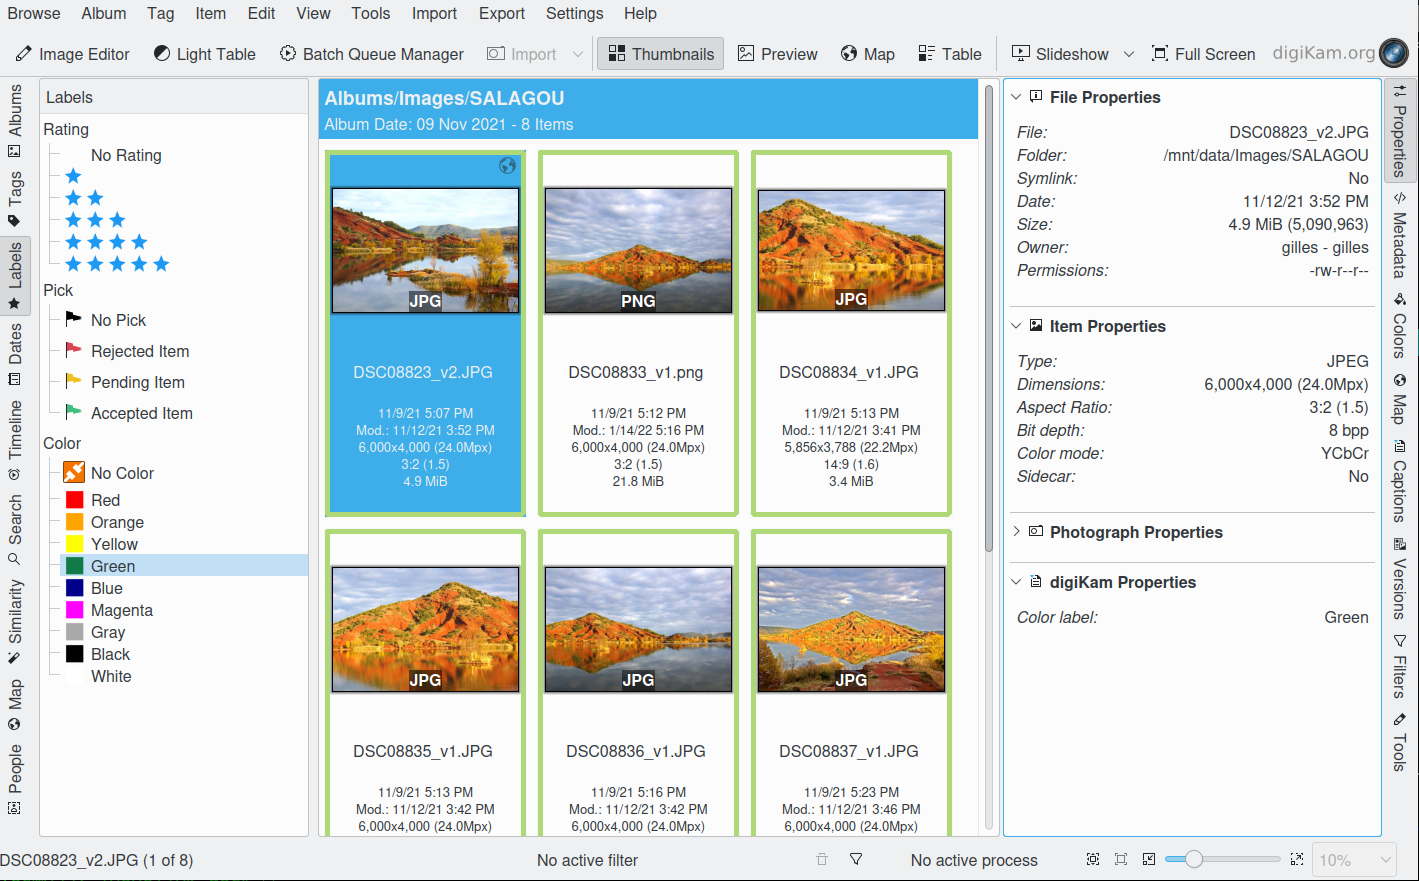 Browse Album Tag Item Edit View Tools Import Export Settings Help
Image Editor Light Table Batch Queue Manager Import Thumbnails Preview Map Table Slideshow Full Screen digiKam.org
Albums
Tags
Labels
Dates
Timeline
Search
Similarity
Map
People
Labels
Rating
No Rating
Pick
No Pick
Rejected Item
Pending Item
Accepted Item
Color
No Color
Red
Orange
Yellow
Green
Blue
Magenta
Gray
Black
White
Albums/Images/SALAGOU
Album Date: 09 Nov 2021 - 8 Items
JPG
DSC08823_v2.JPG
11/9/21 5:07 PM
Mod.: 11/12/21 3:52 PM
6,000x4,000 (24.0Mpx)
3:2 (1.5)
4.9 MiB
PNG
DSC08833_v1.png
11/9/21 5:12 PM
Mod.: 1/14/22 5:16 PM
6,000x4,000 (24.0Mpx)
3:2 (1.5)
21.8 MiB
JPG
DSC08834_v1.JPG
11/9/21 5:13 PM
Mod.: 11/12/21 3:41 PM
5,856x3,788 (22.2Mpx)
14:9 (1.6)
3.4 MiB
JPG
DSC08835_v1.JPG
11/9/21 5:13 PM
Mod.: 11/12/21 3:42 PM
6,000x4,000 (24.0Mpx)
JPG
DSC08836_v1.JPG
11/9/21 5:16 PM
Mod.: 11/12/21 3:42 PM
6,000x4,000 (24.0Mpx)
JPG
DSC08837_v1.JPG
11/9/21 5:23 PM
Mod.: 11/12/21 3:46 PM
6,000x4,000 (24.0Mpx)
File Properties
File: DSC08823_v2.JPG
Folder: /mnt/data/Images/SALAGOU
Symlink: No
Date: 11/12/21 3:52 PM
Size: 4.9 MiB (5,090,963)
Owner: gilles - gilles
Permissions: -rw-r--r--
Item Properties
Type: JPEG
Dimensions: 6,000x4,000 (24.0Mpx)
Aspect Ratio: 3:2 (1.5)
Bit depth: 8 bpp
Color mode: YCbCr
Sidecar: No
Photograph Properties
digiKam Properties
Color label: Green
Properties
Metadata
Colors
Map
Captions
Versions
Filters
Tools
DSC08823_v2.JPG (1 of 8) No active filter No active process 10%